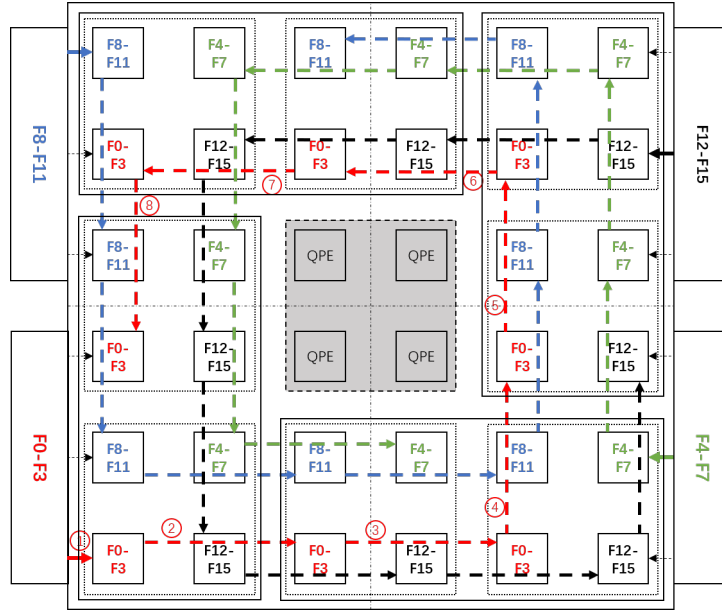 F8-F11
F0-F3
F12-F15
F4-F7
F8-
F11
F4-
F7
F8-
F11
F4-
F7
F8-
F11
F4-
F7
F0-
F3
F12-
F15
F0-
F3
F12-
F15
F0-
F3
F12-
F15
⑦
⑥
⑧
F8-
F11
F4-
F7
QPE
QPE
F8-
F11
F4-
F7
⑤
F0-
F3
F12-
F15
QPE
QPE
F0-
F3
F12-
F15
F8-
F11
F4-
F7
F8-
F11
F4-
F7
F8-
F11
F4-
F7
④
①
②
③
F0-
F3
F12-
F15
F0-
F3
F12-
F15
F0-
F3
F12-
F15